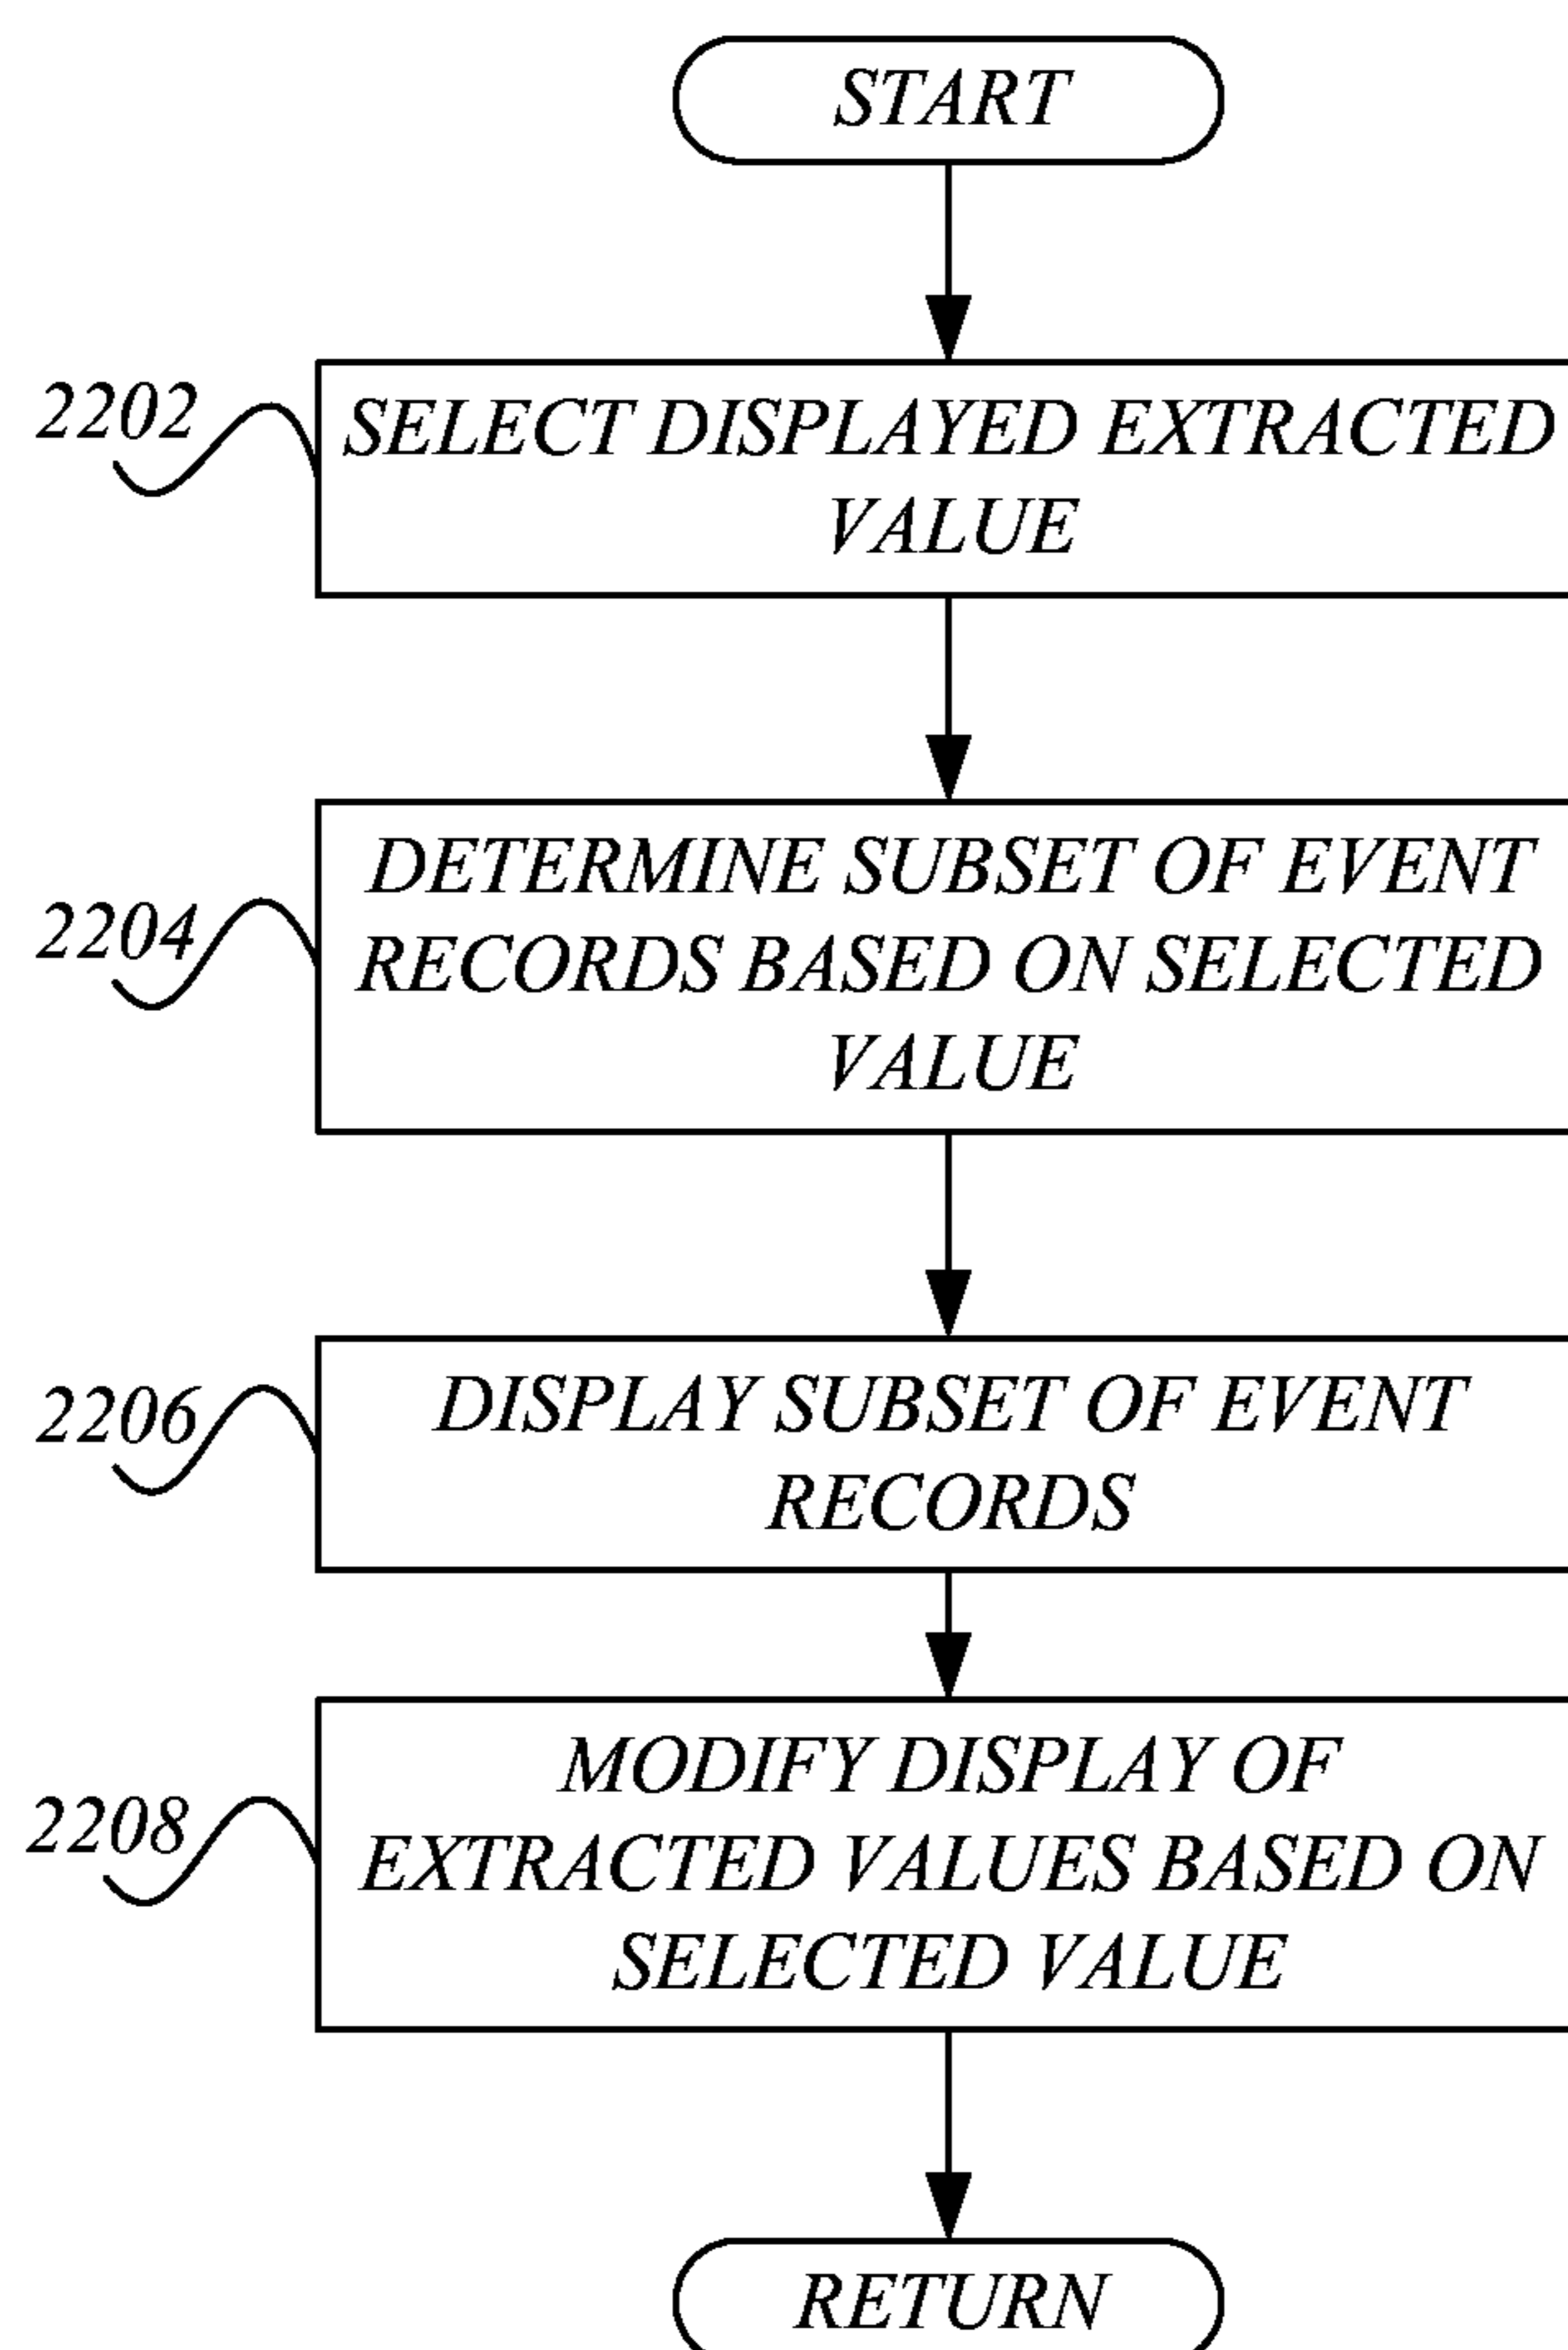 START
2202
SELECT DISPLAYED EXTRACTED
VALUE
2204
DETERMINE SUBSET OF EVENT
RECORDS BASED ON SELECTED
VALUE
2206
DISPLAY SUBSET OF EVENT
RECORDS
2208
MODIFY DISPLAY OF
EXTRACTED VALUES BASED ON
SELECTED VALUE
RETURN